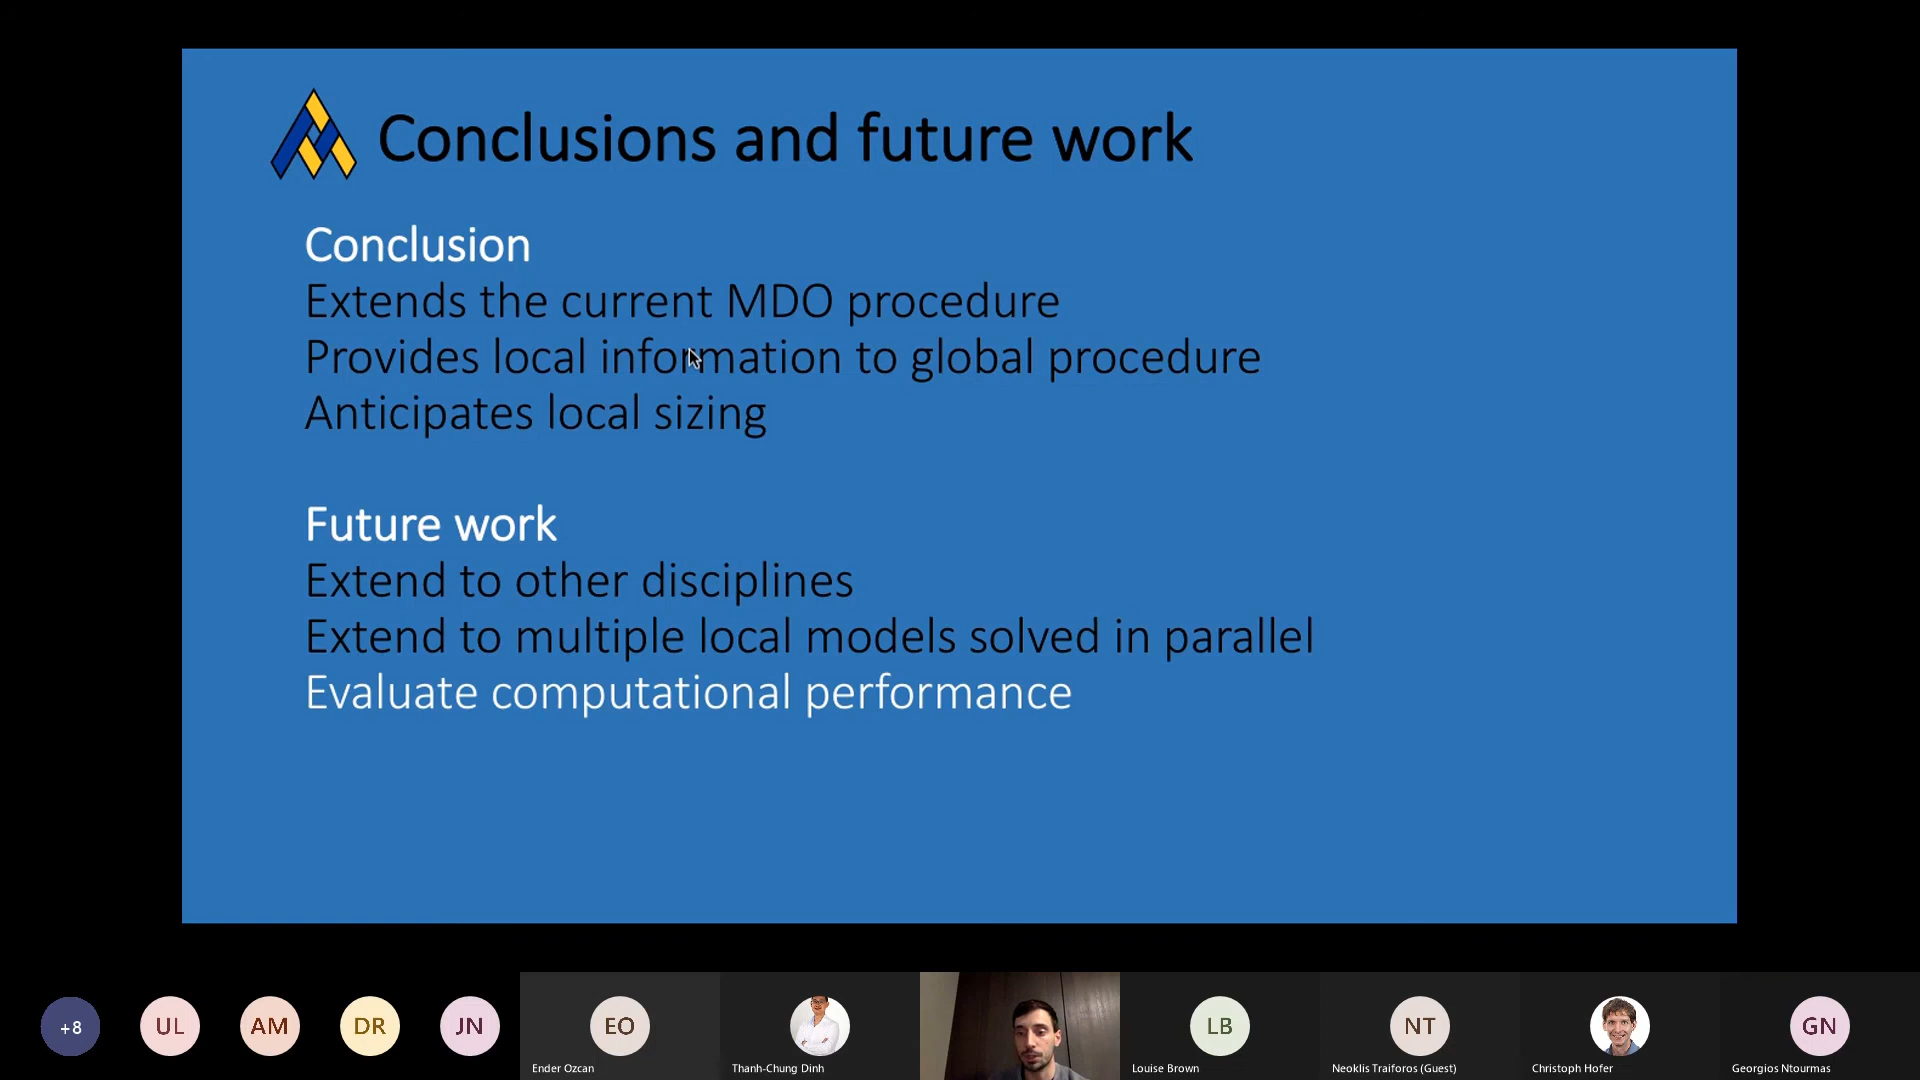 Conclusions and future work
Conclusion
Extends the current MDO procedure
Provides local information to global procedure
Anticipates local sizing
Future work
Extend to other disciplines
Extend to multiple local models solved in parallel
Evaluate computational performance
+8
UL
AM
DR
JN
EO
LB
NT
GN
Ender Ozcan
Thanh-Chung Dinh
Louise Brown
Neoklis Traiforos (Guest)
Christoph Hofer
Georgios Ntourmas